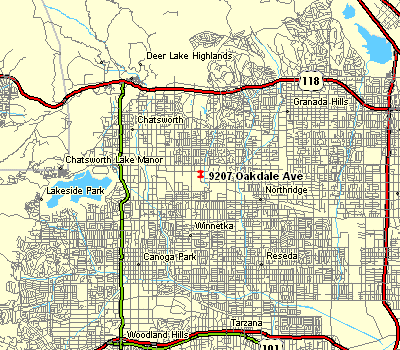 Deer Lake Highlands
118
Granada Hills
Chatsworth
Chatsworth Lake Manor
9207 Oakdale Ave
Lakeside Park
Northridge
Winnetka
Canoga Park
Reseda
Tarzana
Woodland Hills
101